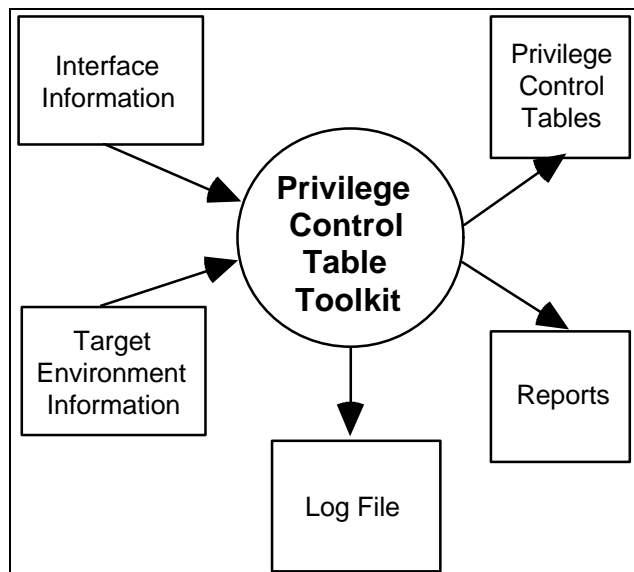 Interface
Information
Privilege
Control
Tables
Privilege
Control
Table
Toolkit
Target
Environment
Information
Reports
Log File